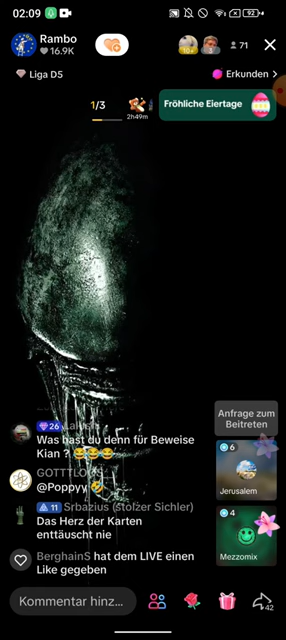 02:09
92
Rambo
16.9K
10+
71
Liga D5
Erkunden >
1/3
2h49m
Fröhliche Eiertage
Anfrage zum
Beitreten
26
Was hast du denn für Beweise
Kian ? 😂😂😂
6
Jerusalem
@Poppyy
11 Srbazius (stolzer Sichler)
Das Herz der Karten
enttäuscht nie
4
Mezzomix
BerghainS hat dem LIVE einen
Like gegeben
Kommentar hinz...
42